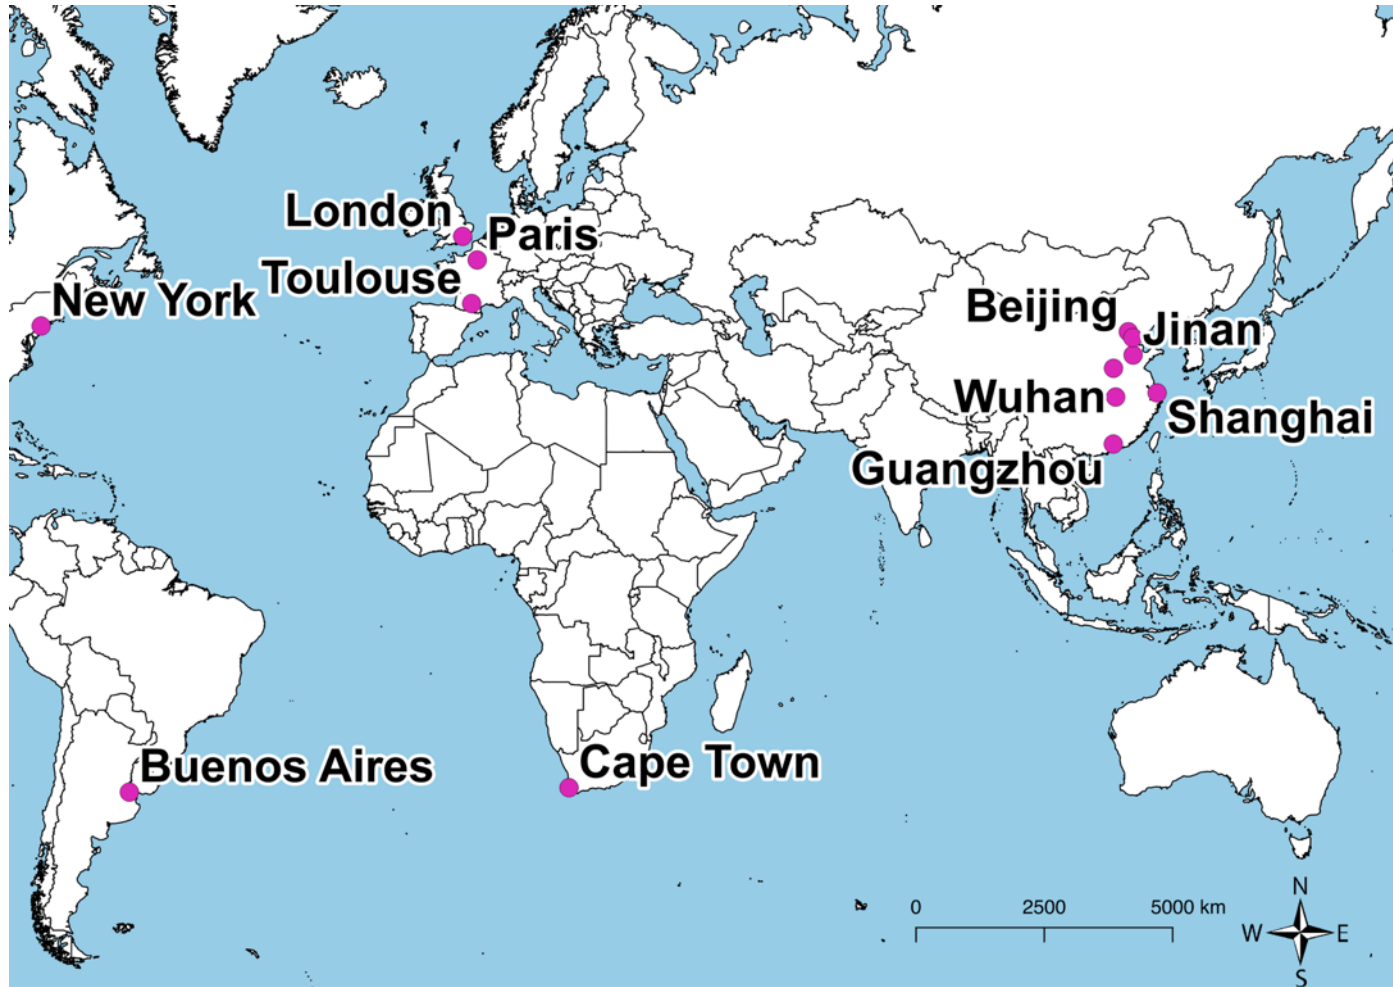 London
Paris
Toulouse
New York
Beijing
Jinan
Wuhan
Shanghai
Guangzhou
Buenos Aires
Cape Town
0 2500 5000 km
N
W E
S